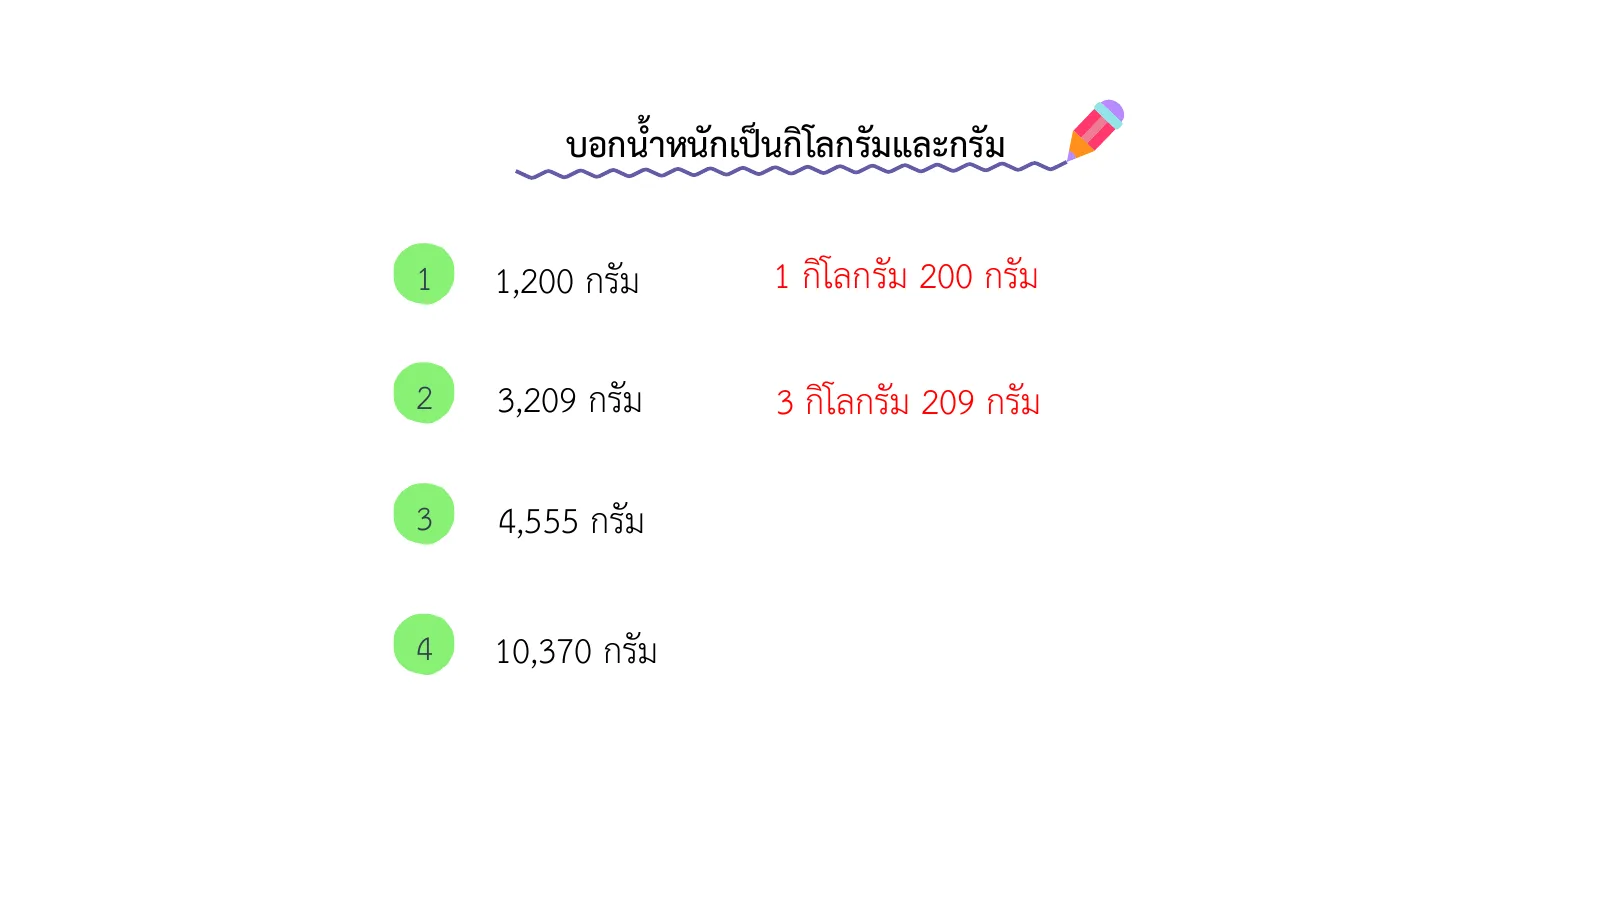 บอกน้ำหนักเป็นกิโลกรัมและกรัม
1 1,200 กรัม 1 กิโลกรัม 200 กรัม
2 3,209 กรัม 3 กิโลกรัม 209 กรัม
3 4,555 กรัม
4 10,370 กรัม